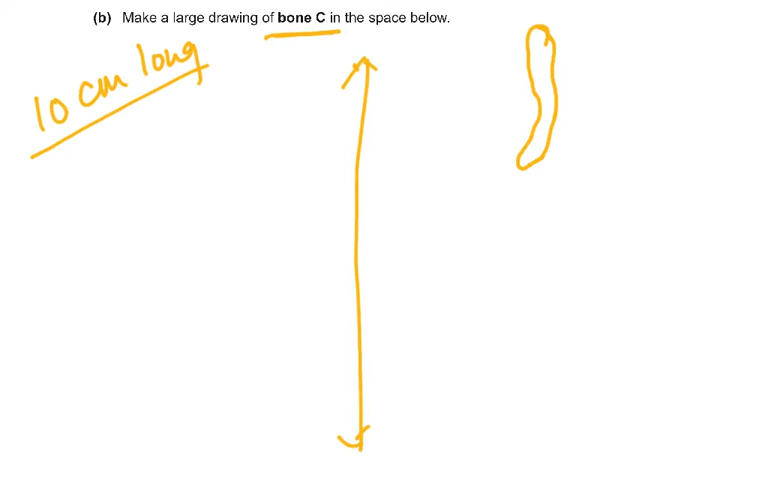 (b) Make a large drawing of bone C in the space below.
10 cm long